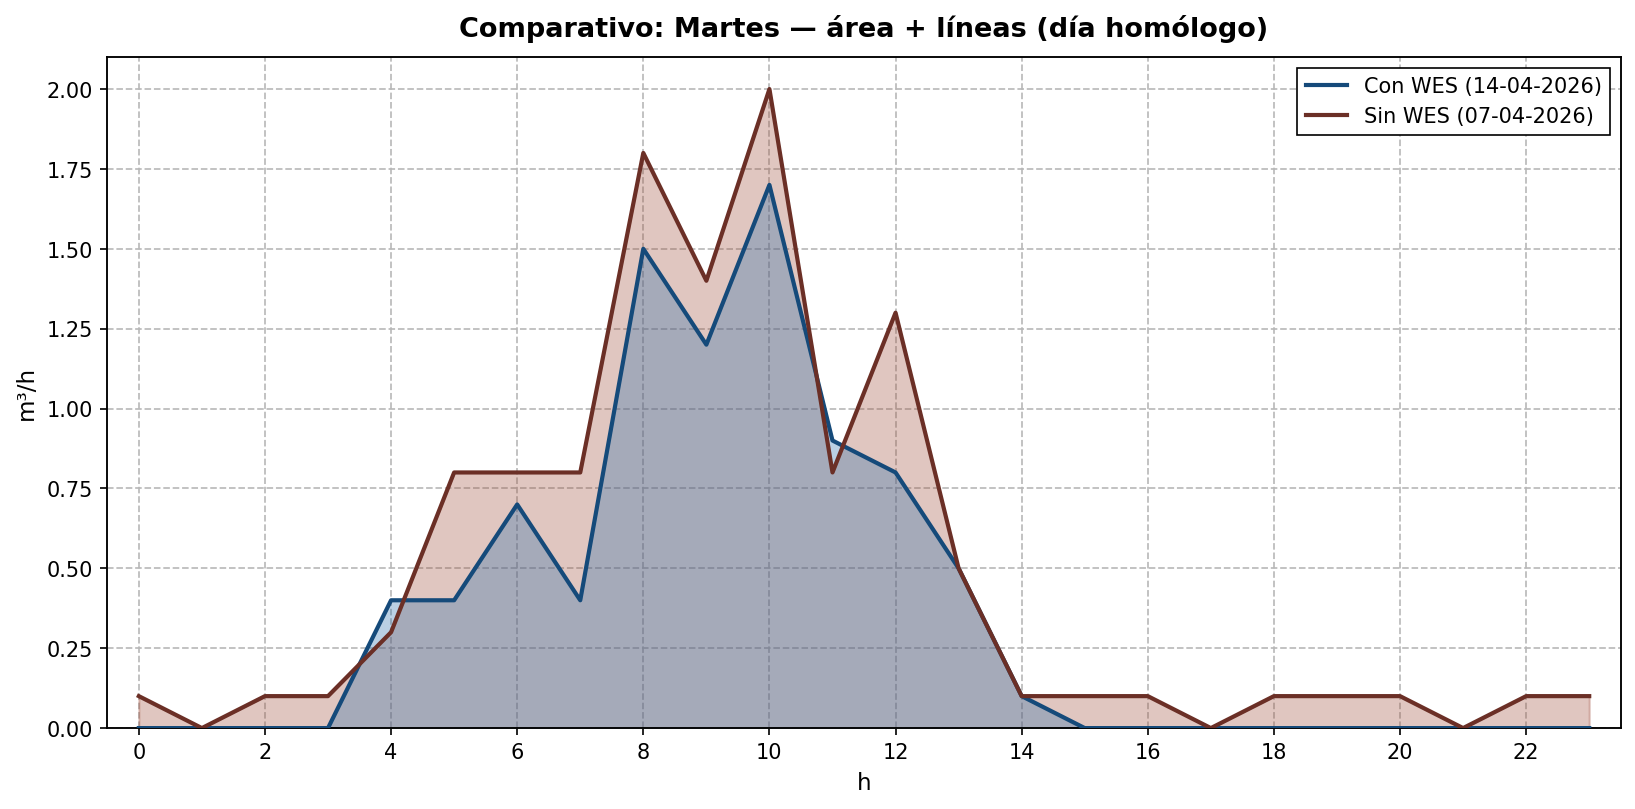 Comparativo: Martes — área + líneas (día homólogo)
Con WES (14-04-2026)
Sin WES (07-04-2026)
2.00
1.75
1.50
1.25
1.00
0.75
0.50
0.25
0.00
m³/h
0 2 4 6 8 10 12 14 16 18 20 22
h